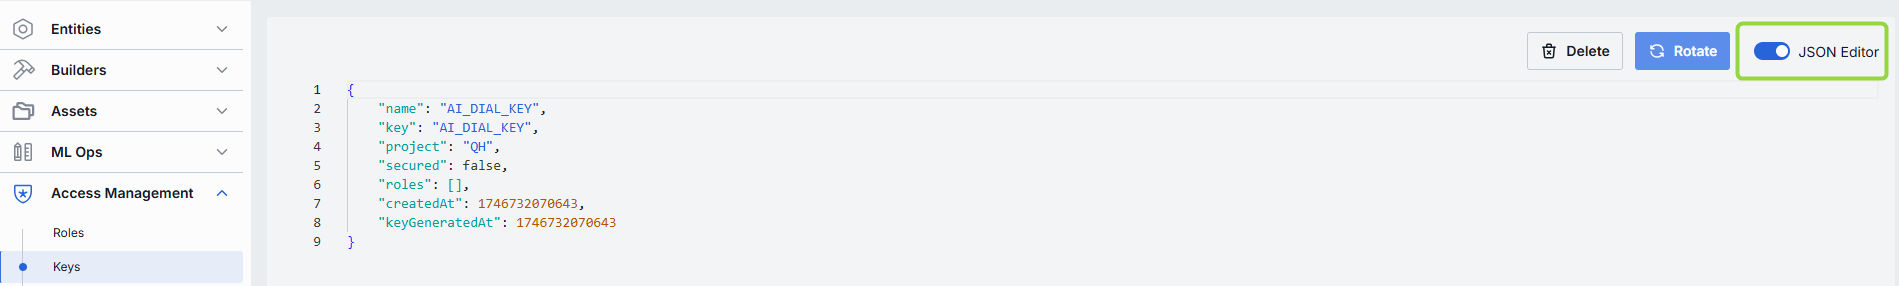 Entities
Builders
Assets
ML Ops
Access Management
Roles
Keys
Delete
Rotate
JSON Editor
1 {
2 "name": "AI_DIAL_KEY",
3 "key": "AI_DIAL_KEY",
4 "project": "QH",
5 "secured": false,
6 "roles": [],
7 "createdAt": 1746732070643,
8 "keyGeneratedAt": 1746732070643
9 }